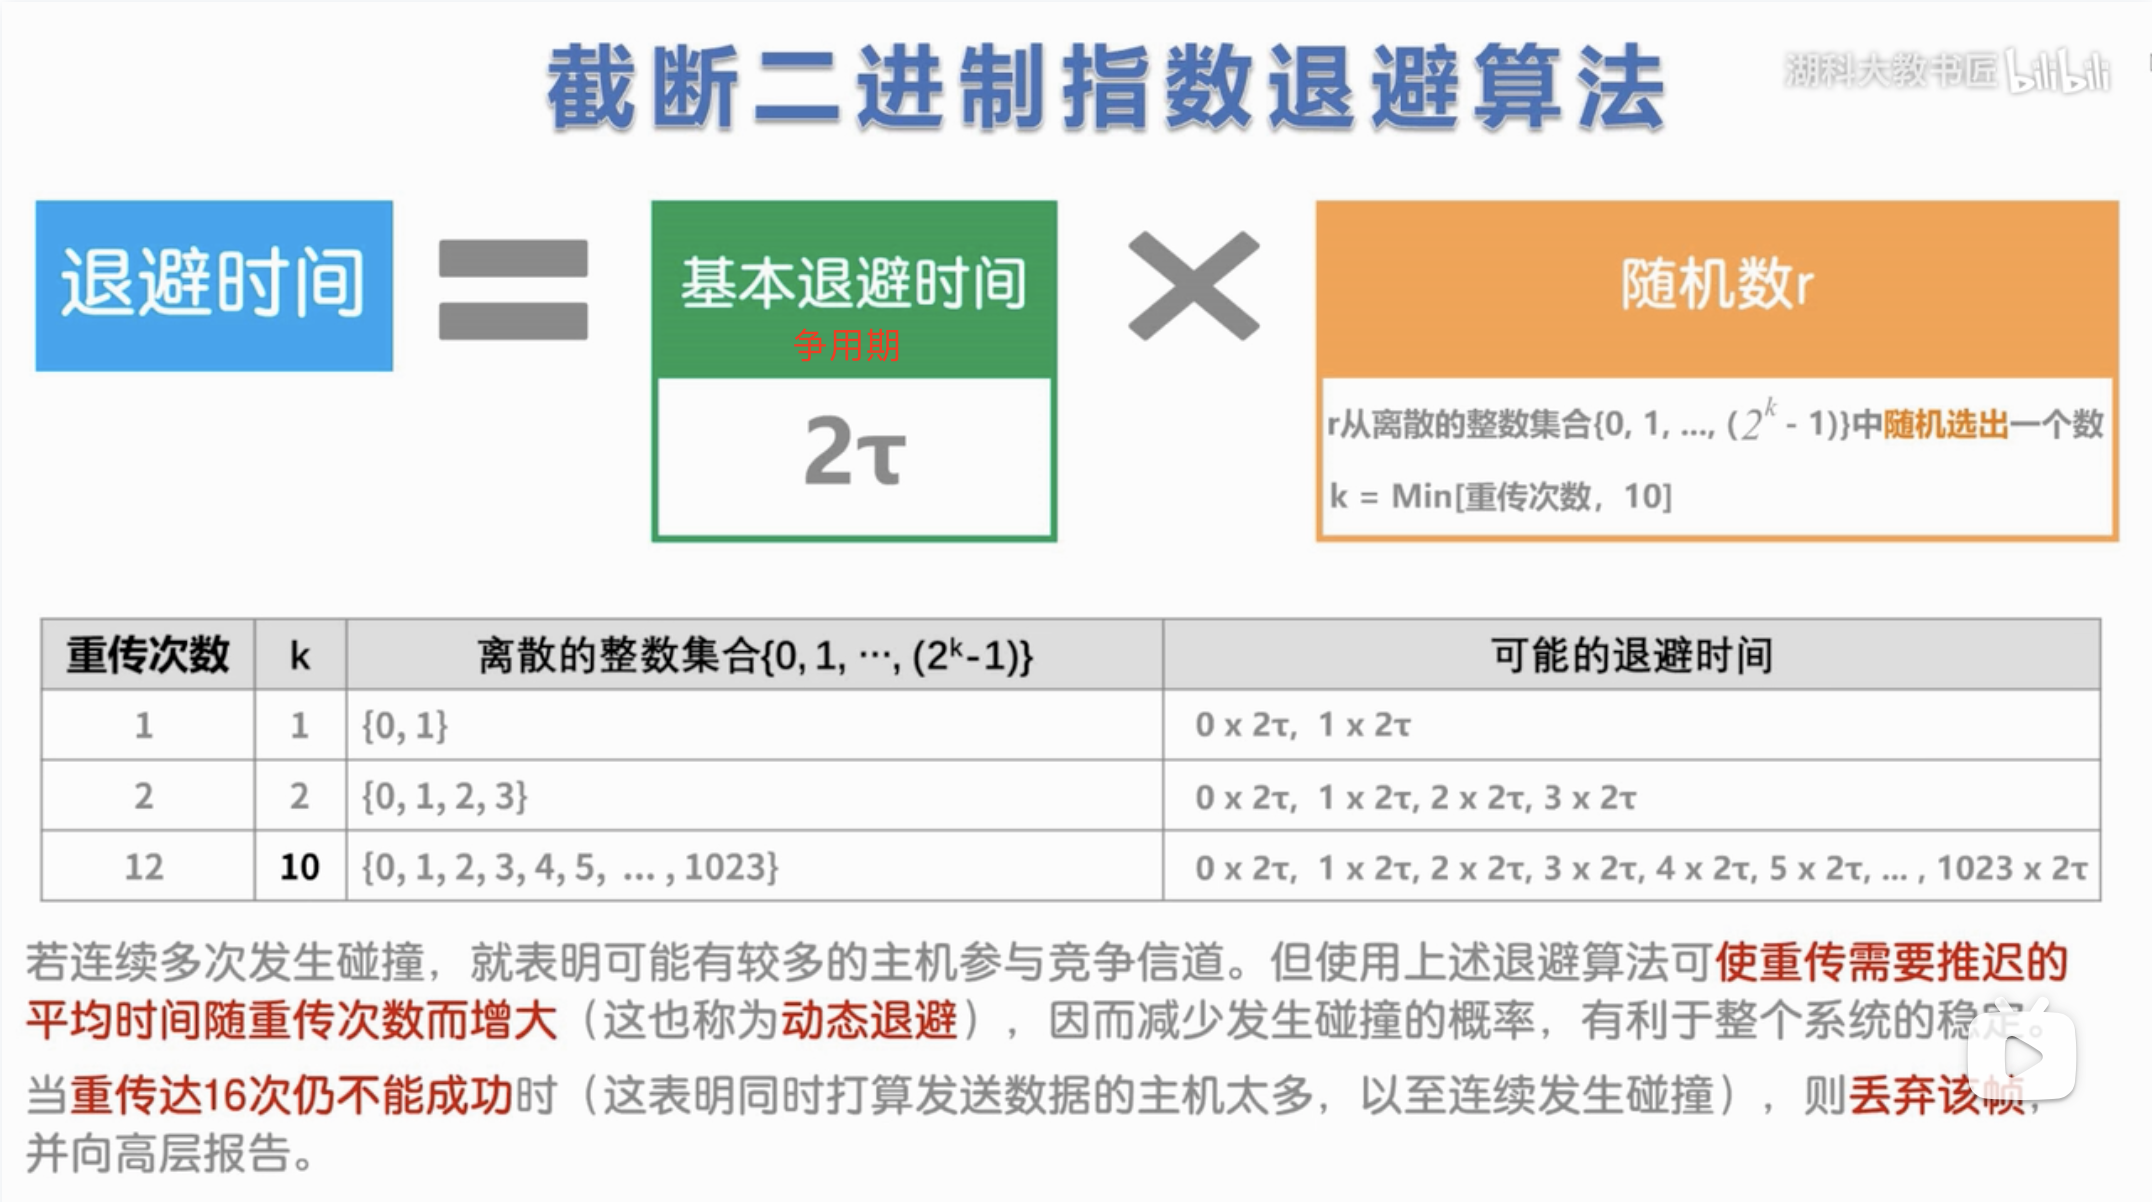 截断二进制指数退避算法
湖科大教书匠 bilibili
退避时间
基本退避时间
争用期
2τ
随机数r
r从离散的整数集合{0, 1, ..., (2^k - 1)}中随机选出一个数
k = Min[重传次数，10]
重传次数 k 离散的整数集合{0, 1, ⋯, (2ᵏ-1)} 可能的退避时间
1 1 {0, 1} 0 x 2τ, 1 x 2τ
2 2 {0, 1, 2, 3} 0 x 2τ, 1 x 2τ, 2 x 2τ, 3 x 2τ
12 10 {0, 1, 2, 3, 4, 5, ... , 1023} 0 x 2τ, 1 x 2τ, 2 x 2τ, 3 x 2τ, 4 x 2τ, 5 x 2τ, ... , 1023 x 2τ
若连续多次发生碰撞，就表明可能有较多的主机参与竞争信道。但使用上述退避算法可使重传需要推迟的
平均时间随重传次数而增大（这也称为动态退避），因而减少发生碰撞的概率，有利于整个系统的稳定。
当重传达16次仍不能成功时（这表明同时打算发送数据的主机太多，以至连续发生碰撞），则丢弃该帧，
并向高层报告。